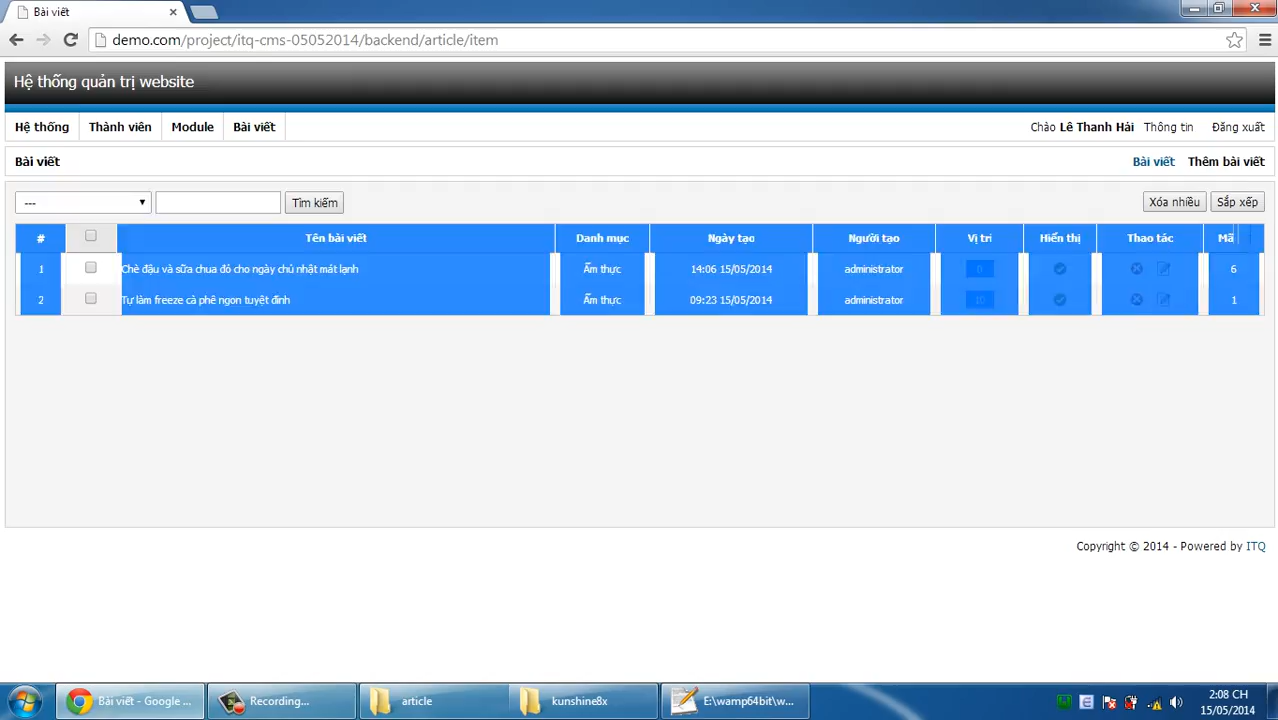 Bài viết
demo.com/project/itq-cms-05052014/backend/article/item
Hệ thống quản trị website
Hệ thống Thành viên Module Bài viết Chào Lê Thanh Hải Thông tin Đăng xuất
Bài viết Bài viết Thêm bài viết
--- Tìm kiếm Xóa nhiều Sắp xếp
# Tên bài viết Danh mục Ngày tạo Người tạo Vị trí Hiển thị Thao tác Mã
1 Chè đậu và sữa chua đỏ cho ngày chủ nhật mát lạnh Ẩm thực 14:06 15/05/2014 administrator 0 6
2 Tự làm freeze cà phê ngon tuyệt đỉnh Ẩm thực 09:23 15/05/2014 administrator 10 1
Copyright © 2014 - Powered by ITQ
Bài viết - Google ... Recording... article kunshine8x E:\wamp64bit\w... 2:08 CH
15/05/2014